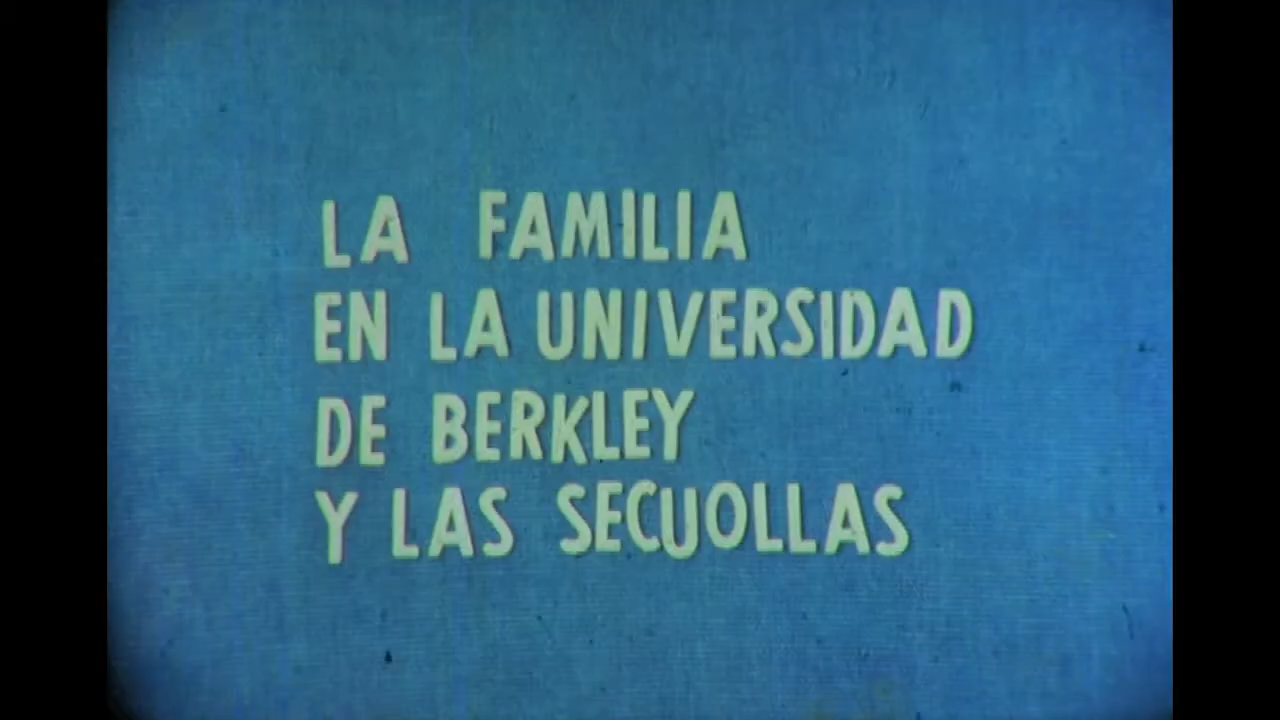 LA FAMILIA
EN LA UNIVERSIDAD
DE BERKLEY
Y LAS SECUOLLAS